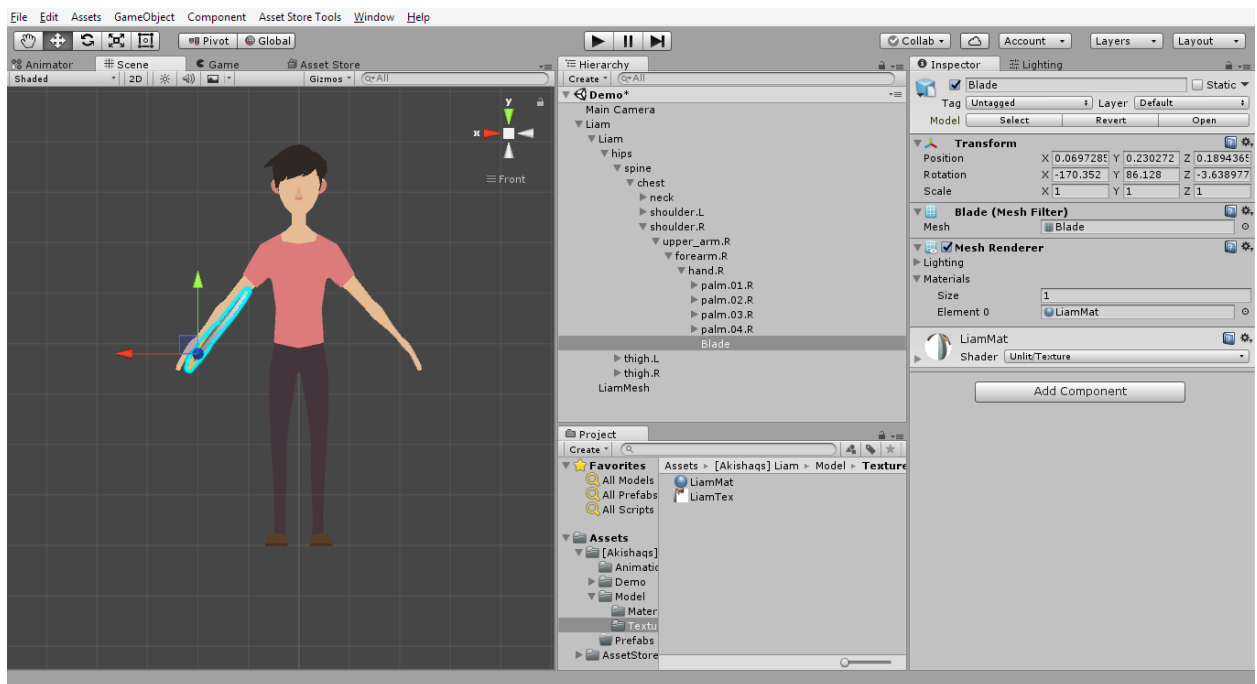 File Edit Assets GameObject Component Asset Store Tools Window Help
Pivot Global Collab Account Layers Layout
Animator Scene Game Asset Store
Shaded 2D Gizmos All
y
x
Front
Hierarchy
Create All
Demo*
Main Camera
Liam
Liam
hips
spine
chest
neck
shoulder.L
shoulder.R
upper_arm.R
forearm.R
hand.R
palm.01.R
palm.02.R
palm.03.R
palm.04.R
Blade
thigh.L
thigh.R
LiamMesh
Project
Create
Favorites
All Models
All Prefabs
All Scripts
Assets
[Akishaqs]
Animatic
Demo
Model
Mater
Textu
Prefabs
AssetStore
Assets [Akishaqs] Liam Model Texture
LiamMat
LiamTex
Inspector Lighting
Blade Static
Tag Untagged Layer Default
Model Select Revert Open
Transform
Position X 0.0697285 Y 0.230272 Z 0.1894365
Rotation X -170.352 Y 86.128 Z -3.638977
Scale X 1 Y 1 Z 1
Blade (Mesh Filter)
Mesh Blade
Mesh Renderer
Lighting
Materials
Size 1
Element 0 LiamMat
LiamMat
Shader Unlit/Texture
Add Component